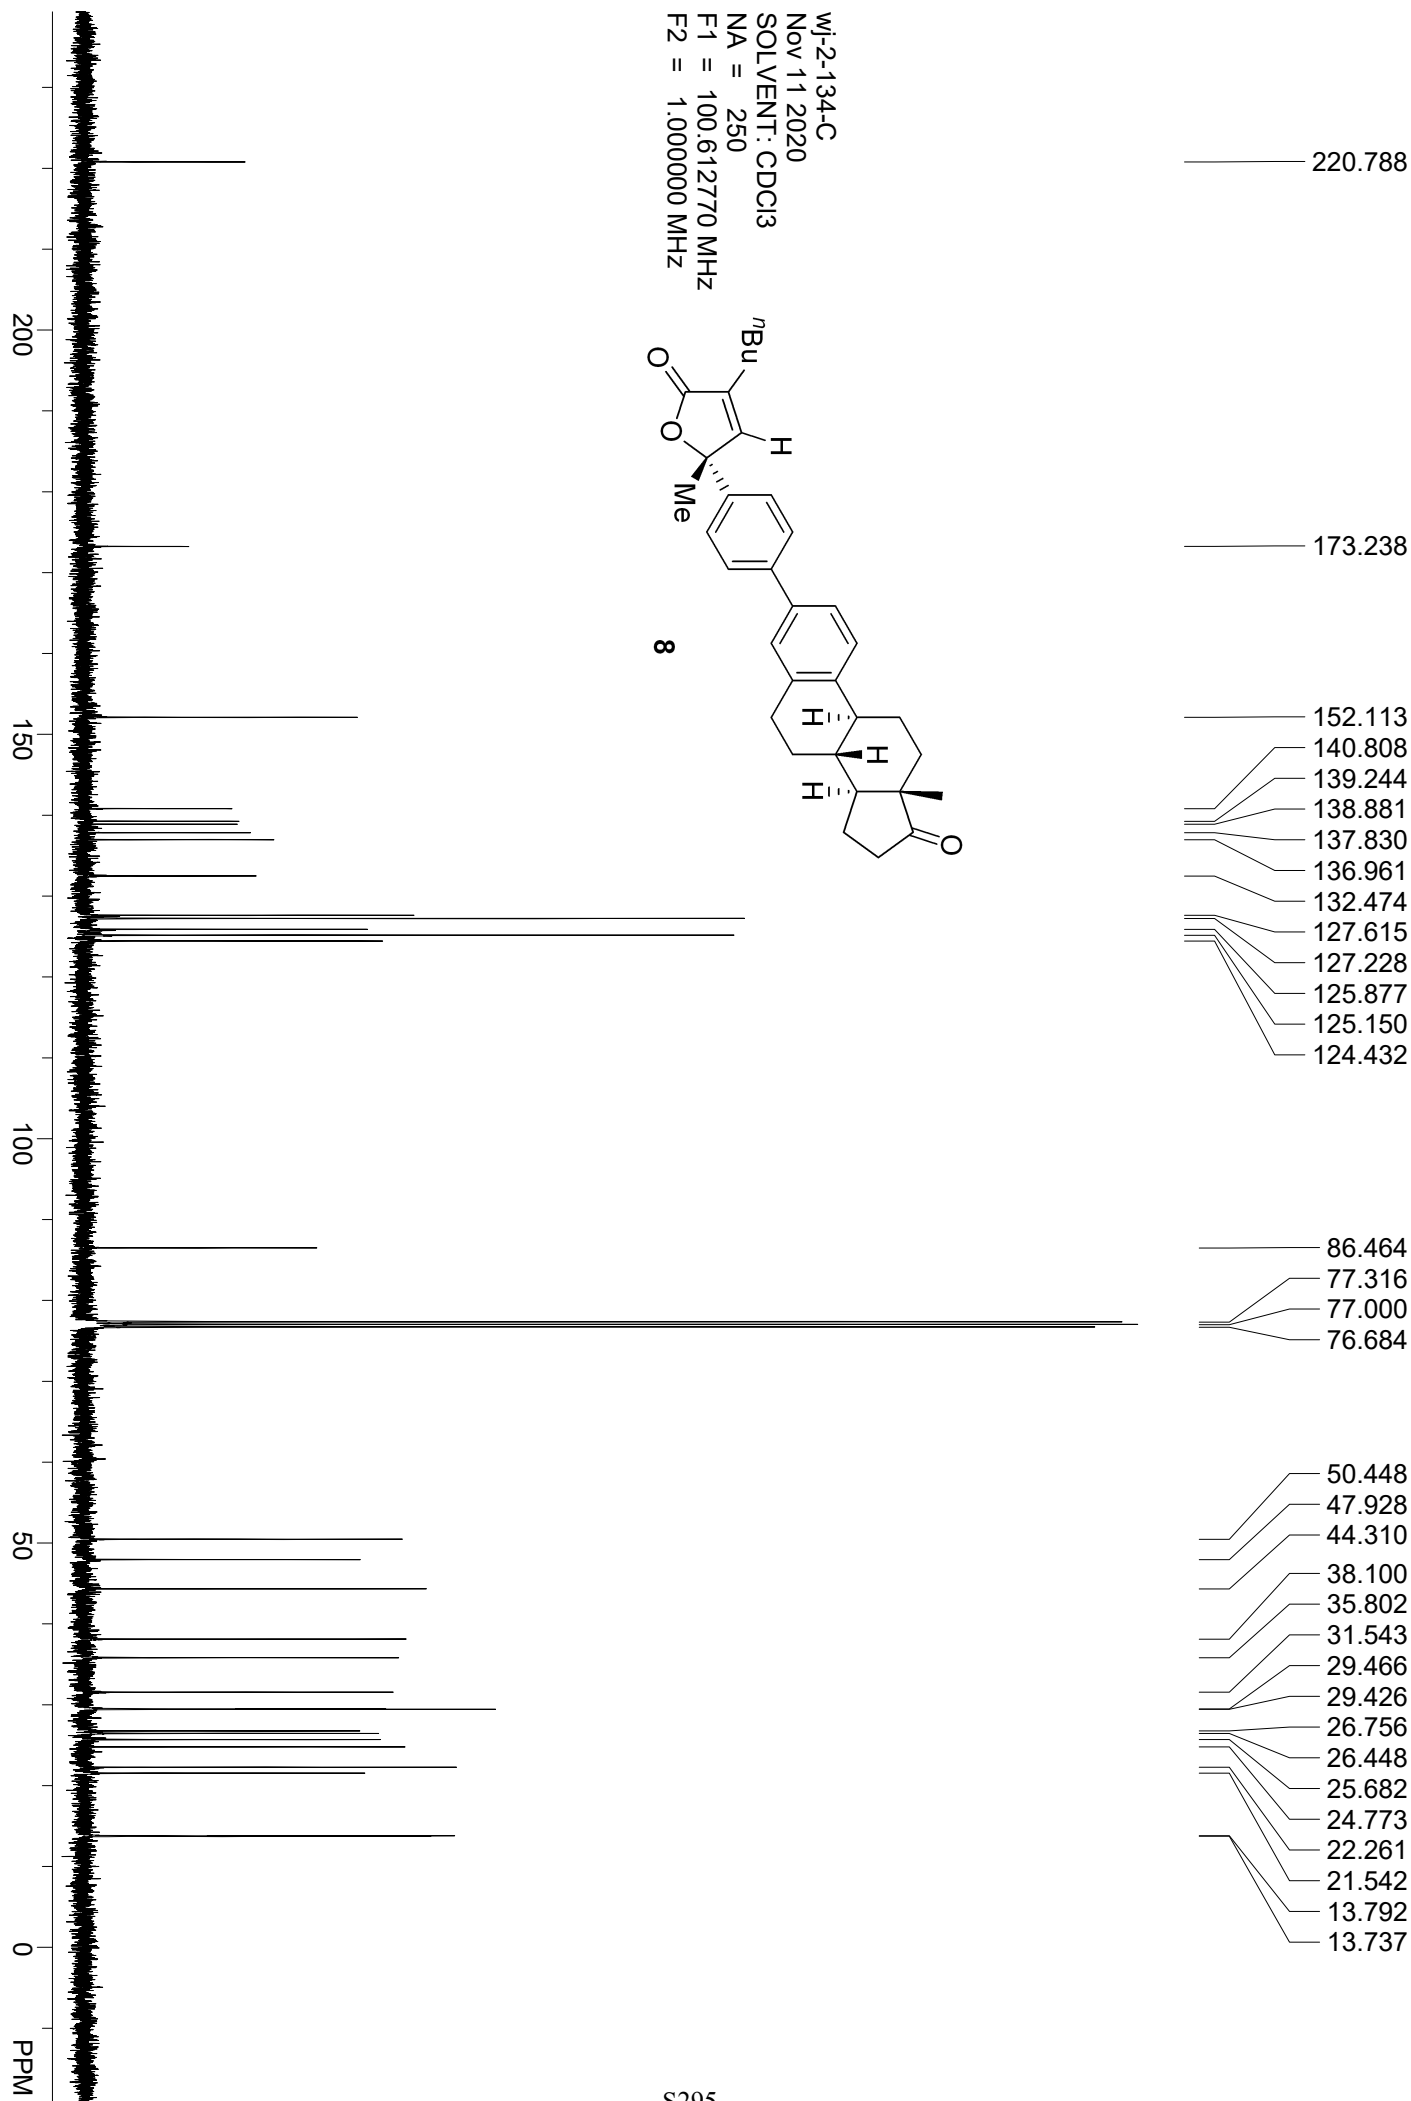 wj-2-134-C
Nov 11 2020
SOLVENT: CDCl3
NA = 250
F1 = 100.612770 MHz
F2 = 1.000000 MHz
nBu
H
O
O
Me
8
H
H
H
O
220.788
173.238
152.113
140.808
139.244
138.881
137.830
136.961
132.474
127.615
127.228
125.877
125.150
124.432
86.464
77.316
77.000
76.684
50.448
47.928
44.310
38.100
35.802
31.543
29.466
29.426
26.756
26.448
25.682
24.773
22.261
21.542
13.792
13.737
200
150
100
50
0
PPM
S295